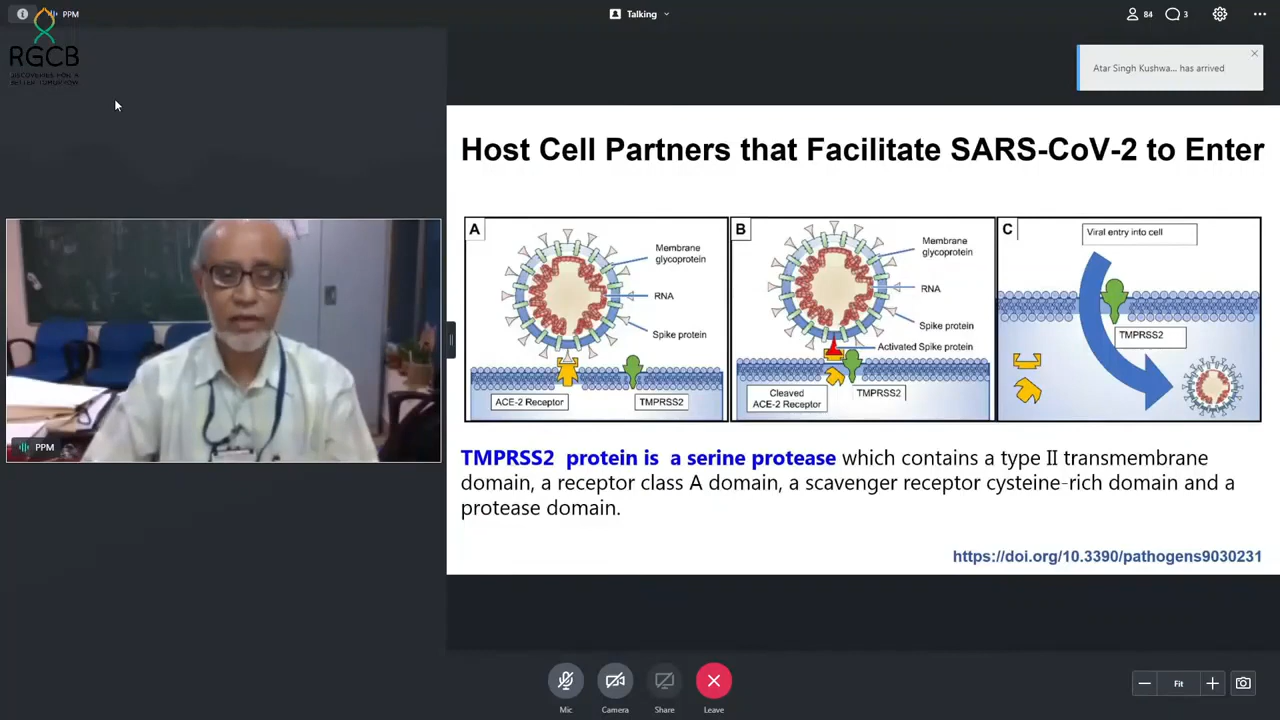 PPM
Talking
84
3
RGCB
DISCOVERIES FOR A
BETTER TOMORROW
Atar Singh Kushwa... has arrived
Host Cell Partners that Facilitate SARS-CoV-2 to Enter
A
Membrane
glycoprotein
RNA
Spike protein
ACE-2 Receptor
TMPRSS2
B
Membrane
glycoprotein
RNA
Spike protein
Activated Spike protein
Cleaved
ACE-2 Receptor
TMPRSS2
C
Viral entry into cell
TMPRSS2
PPM
TMPRSS2 protein is a serine protease which contains a type II transmembrane
domain, a receptor class A domain, a scavenger receptor cysteine-rich domain and a
protease domain.
https://doi.org/10.3390/pathogens9030231
Mic
Camera
Share
Leave
Fit